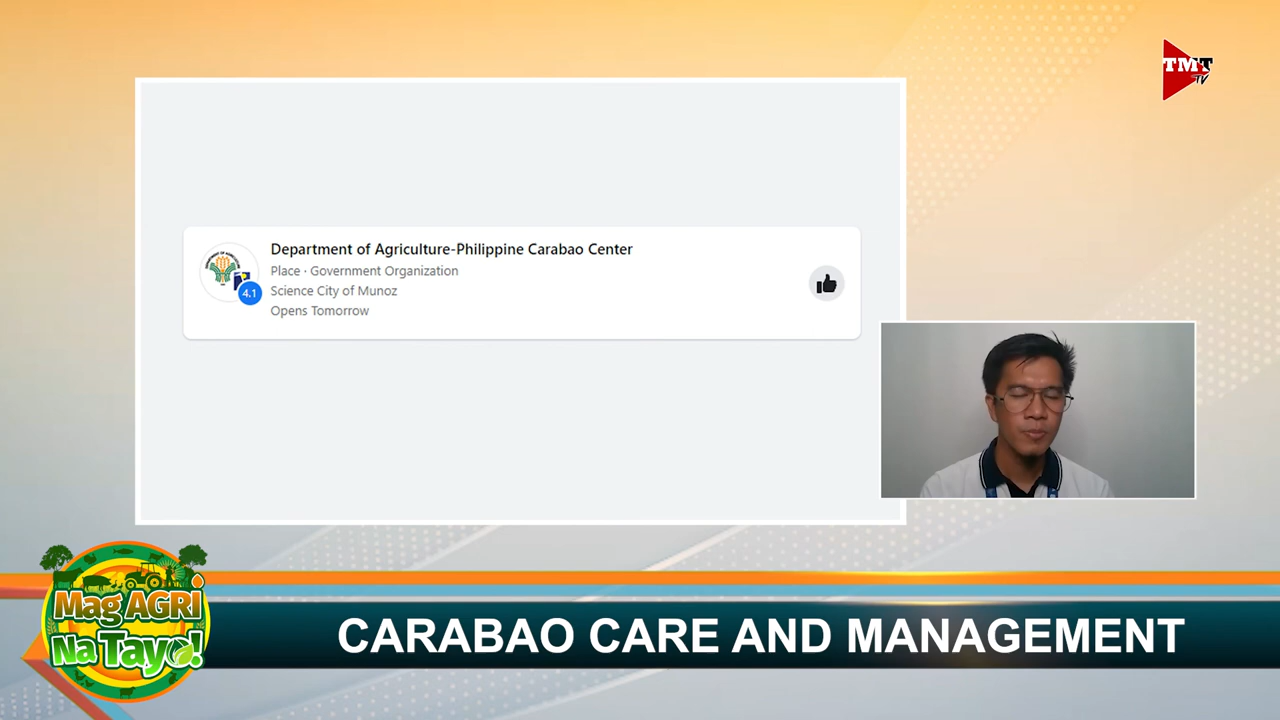 TMT
TV
Department of Agriculture-Philippine Carabao Center
Place · Government Organization
Science City of Munoz
Opens Tomorrow
4.1
Mag AGRI
Na Tayo!
CARABAO CARE AND MANAGEMENT